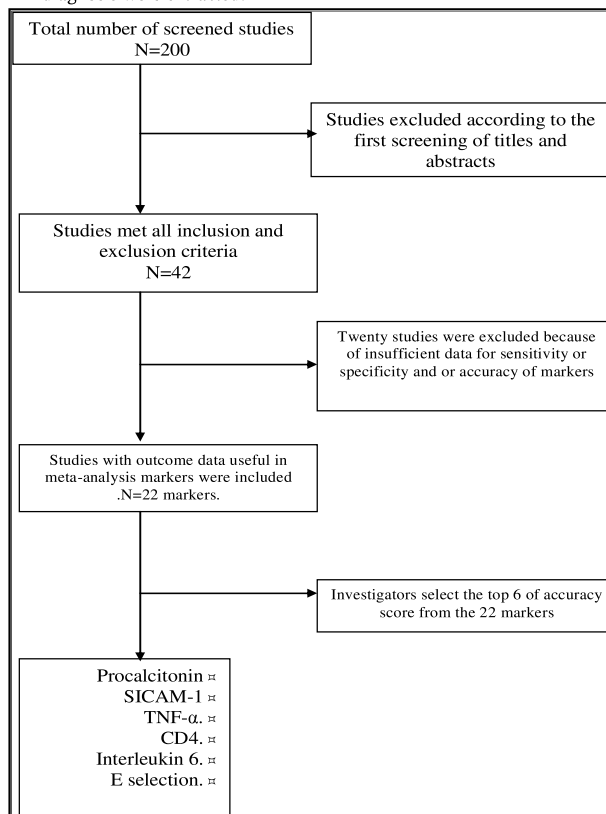 Total number of screened studies
N=200
Studies excluded according to the
first screening of titles and
abstracts
Studies met all inclusion and
exclusion criteria
N=42
Twenty studies were excluded because
of insufficient data for sensitivity or
specificity and or accuracy of markers
Studies with outcome data useful in
meta-analysis markers were included
.N=22 markers.
Investigators select the top 6 of accuracy
score from the 22 markers
Procalcitonin ¤
SICAM-1 ¤
TNF-α. ¤
CD4. ¤
Interleukin 6. ¤
E selection. ¤